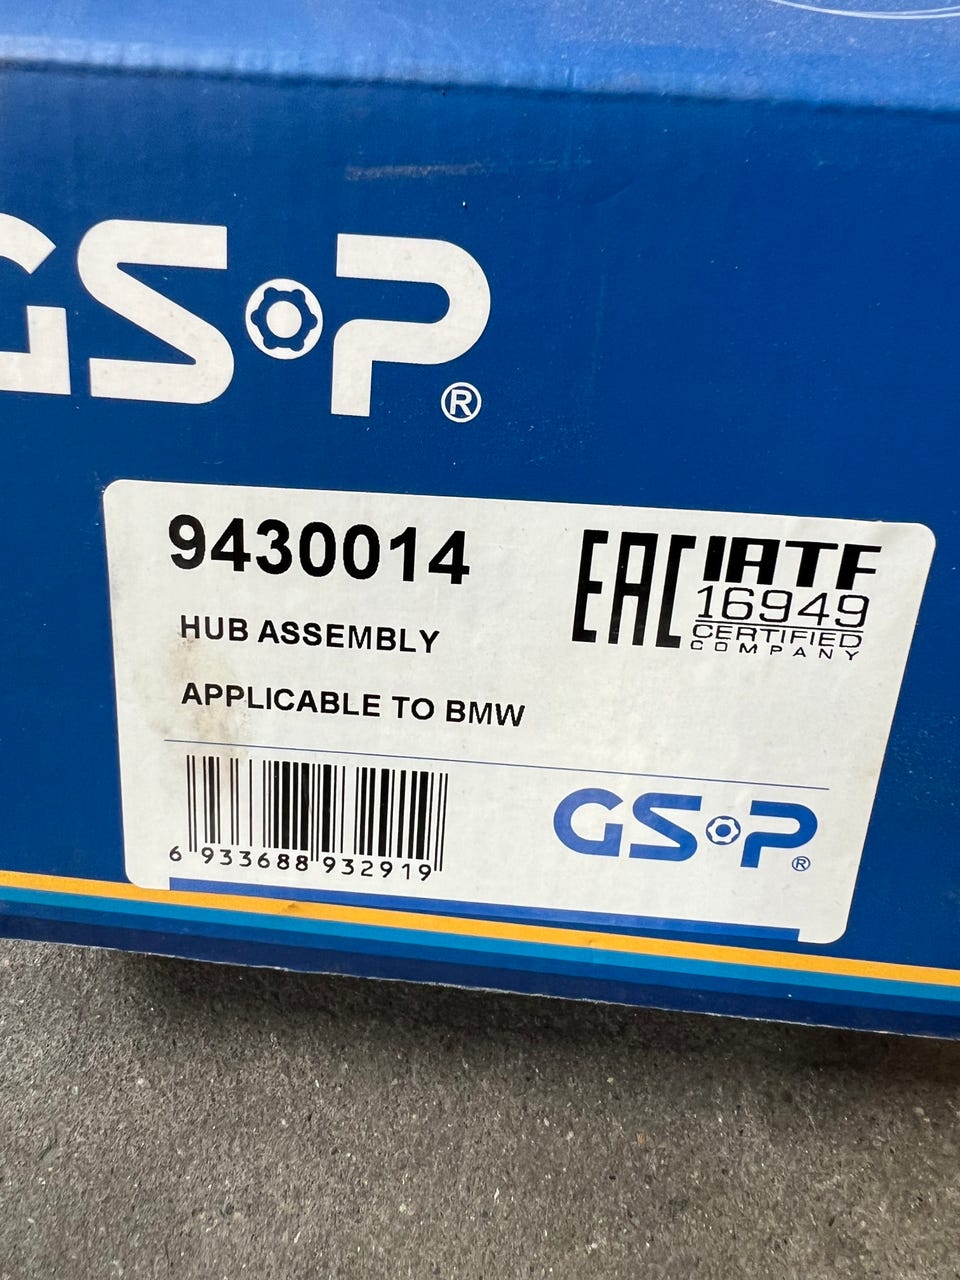 GSP®
9430014
HUB ASSEMBLY
APPLICABLE TO BMW
EAC
IATF
16949
CERTIFIED
COMPANY
6 933688 932919
GSP®